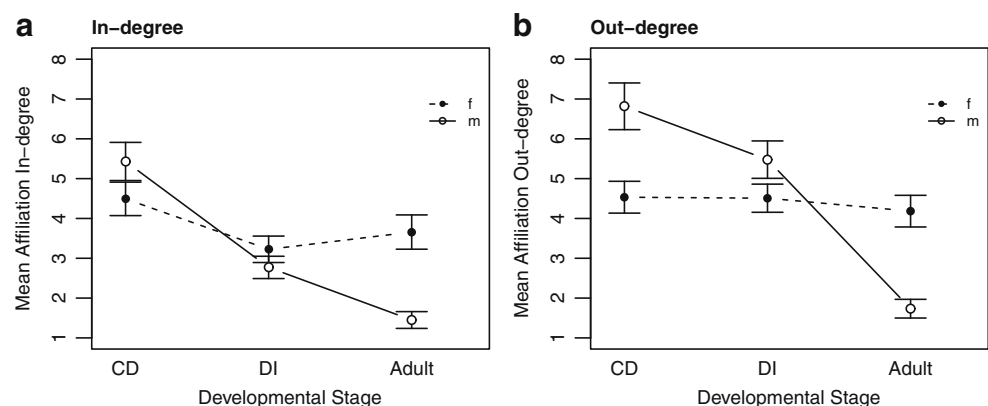 a In–degree
8
7
6
5
4
3
2
1
Mean Affiliation In-degree
f
m
CD DI Adult
Developmental Stage
b Out–degree
8
7
6
5
4
3
2
1
Mean Affiliation Out-degree
f
m
CD DI Adult
Developmental Stage